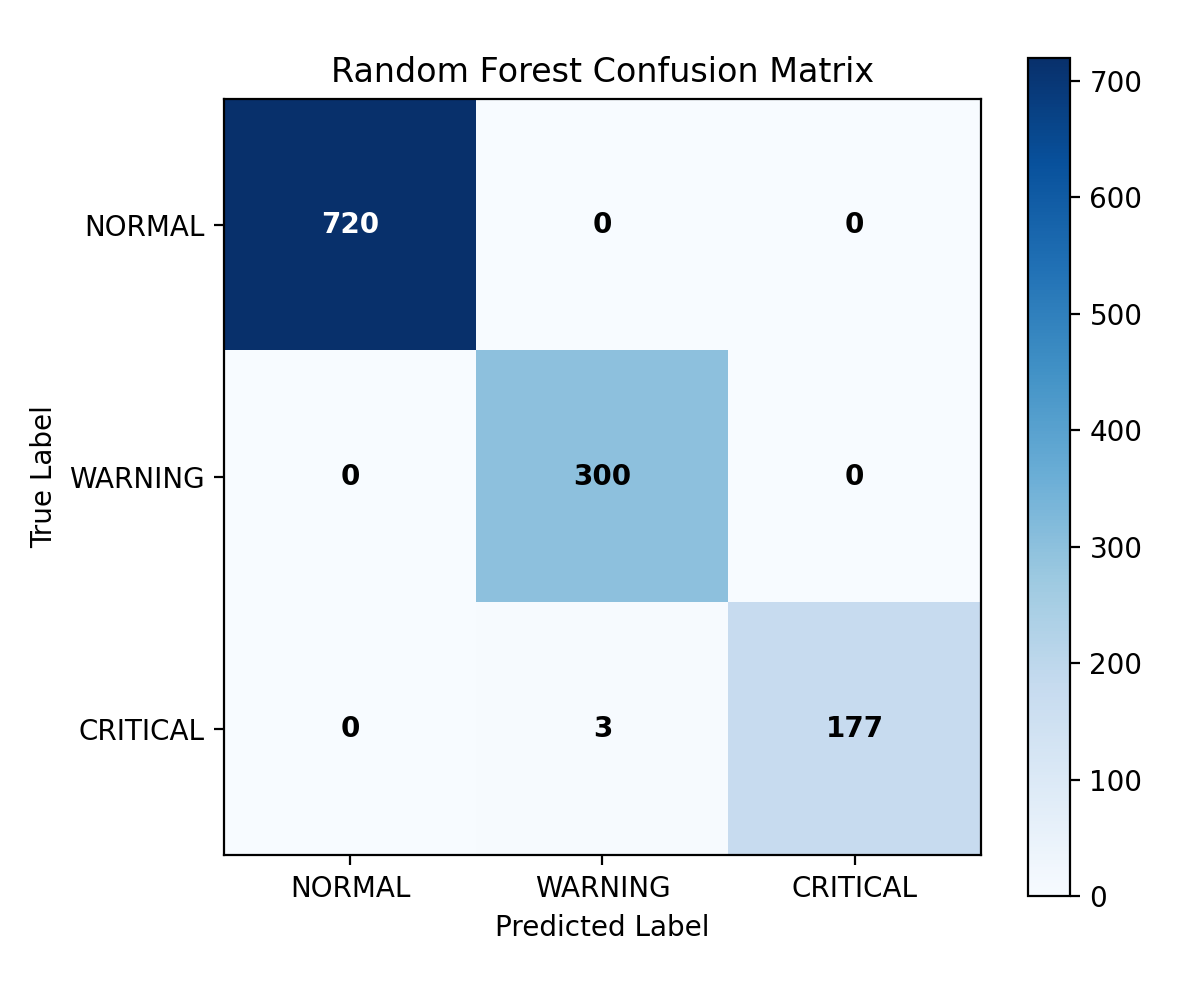 Random Forest Confusion Matrix
True Label
NORMAL 720 0 0
WARNING 0 300 0
CRITICAL 0 3 177
NORMAL WARNING CRITICAL
Predicted Label
700
600
500
400
300
200
100
0